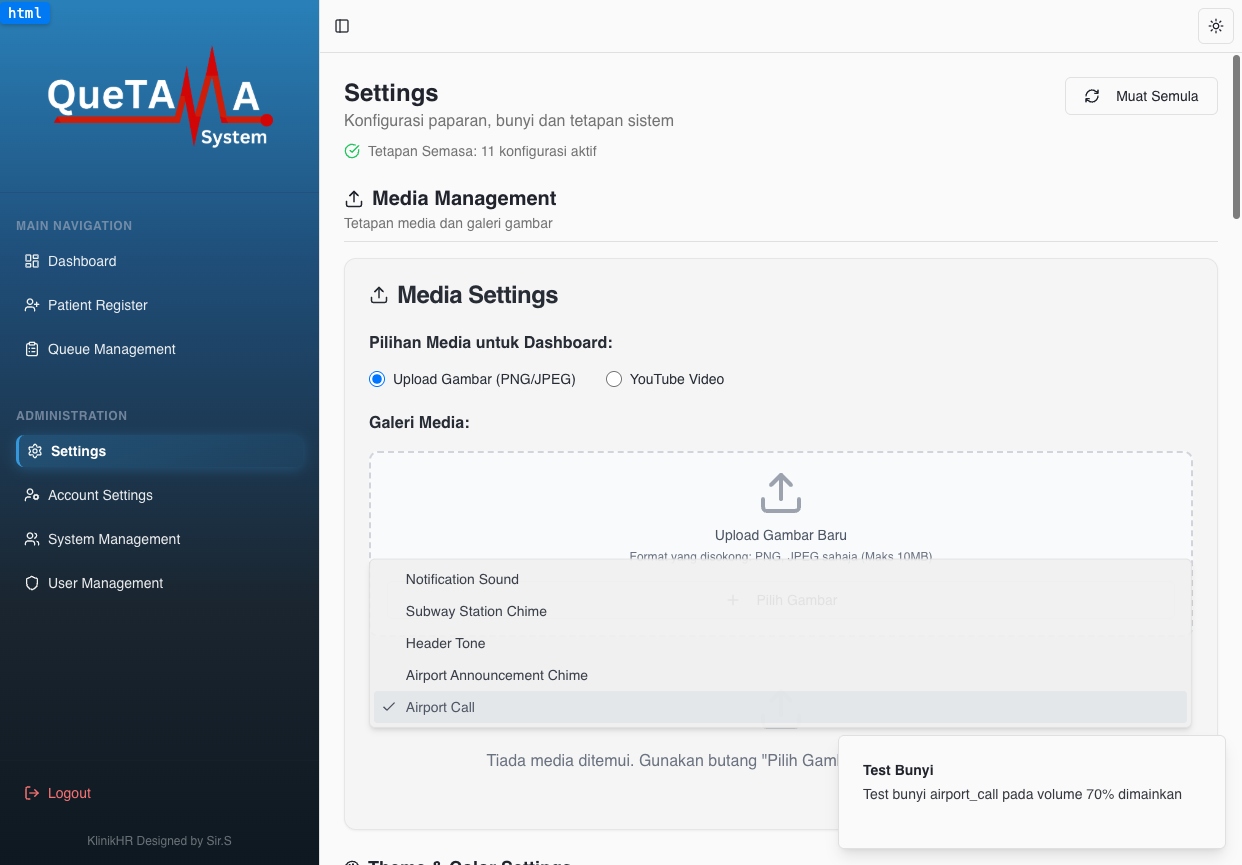 html
QueTAMA
System
MAIN NAVIGATION
Dashboard
Patient Register
Queue Management
ADMINISTRATION
Settings
Account Settings
System Management
User Management
Logout
KlinikHR Designed by Sir.S
Settings
Konfigurasi paparan, bunyi dan tetapan sistem
Muat Semula
Tetapan Semasa: 11 konfigurasi aktif
Media Management
Tetapan media dan galeri gambar
Media Settings
Pilihan Media untuk Dashboard:
Upload Gambar (PNG/JPEG)
YouTube Video
Galeri Media:
Upload Gambar Baru
Format yang disokong: PNG, JPEG sahaja (Maks 10MB)
Notification Sound
Pilih Gambar
Subway Station Chime
Header Tone
Airport Announcement Chime
Airport Call
Tiada media ditemui. Gunakan butang "Pilih
Test Bunyi
Test bunyi airport_call pada volume 70% dimainkan
Theme & Color Settings